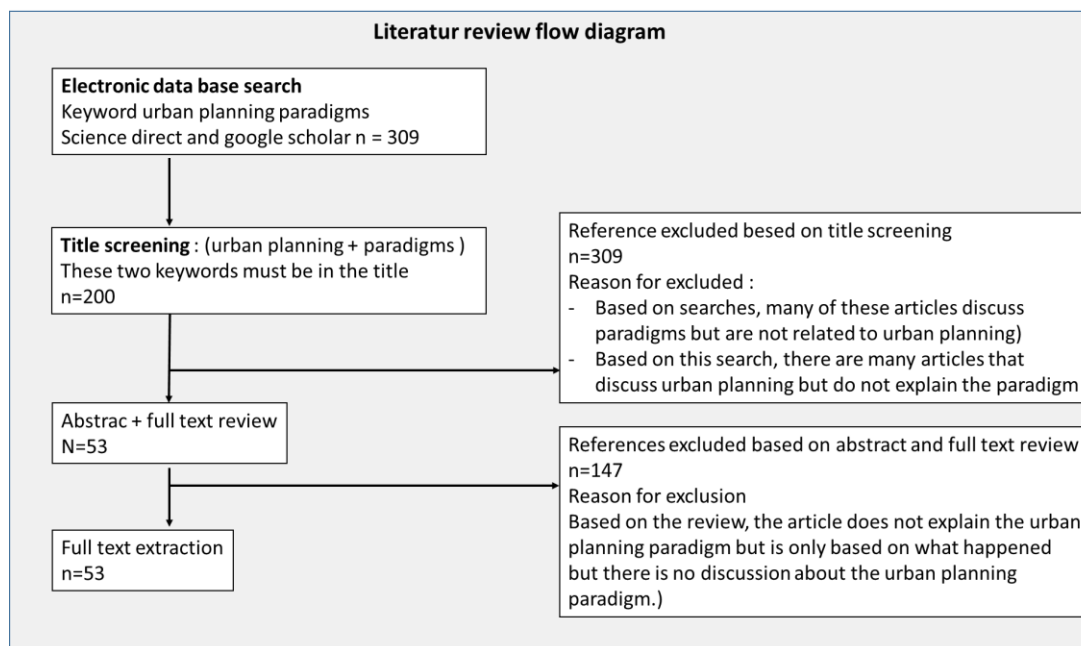 Literatur review flow diagram
Electronic data base search
Keyword urban planning paradigms
Science direct and google scholar n = 309
Title screening : (urban planning + paradigms )
These two keywords must be in the title
n=200
Reference excluded besed on title screening
n=309
Reason for excluded :
- Based on searches, many of these articles discuss
paradigms but are not related to urban planning)
- Based on this search, there are many articles that
discuss urban planning but do not explain the paradigm
Abstrac + full text review
N=53
References excluded based on abstract and full text review
n=147
Reason for exclusion
Based on the review, the article does not explain the urban
planning paradigm but is only based on what happened
but there is no discussion about the urban planning
paradigm.)
Full text extraction
n=53